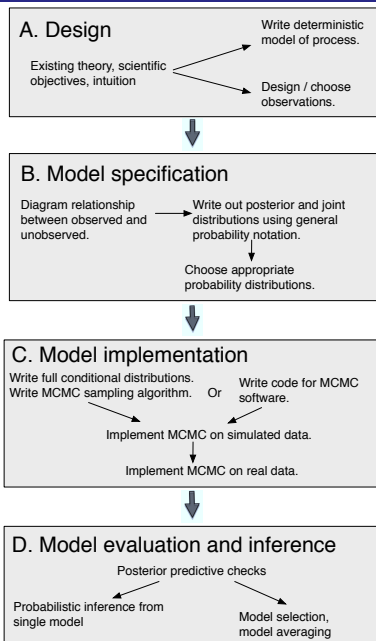 A. Design
Write deterministic
model of process.
Existing theory, scientific
objectives, intuition
Design / choose
observations.
B. Model specification
Diagram relationship
between observed and
unobserved.
Write out posterior and joint
distributions using general
probability notation.
Choose appropriate
probability distributions.
C. Model implementation
Write full conditional distributions.
Write MCMC sampling algorithm.
Or
Write code for MCMC
software.
Implement MCMC on simulated data.
Implement MCMC on real data.
D. Model evaluation and inference
Posterior predictive checks
Probabilistic inference from
single model
Model selection,
model averaging